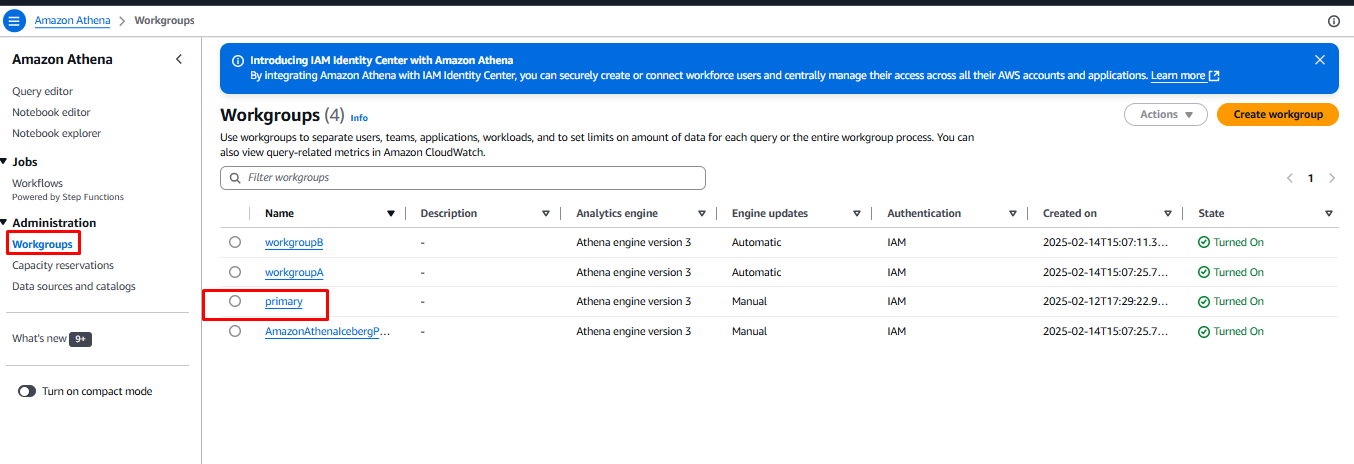 Amazon Athena > Workgroups
Amazon Athena
Query editor
Notebook editor
Notebook explorer
Jobs
Workflows
Powered by Step Functions
Administration
Workgroups
Capacity reservations
Data sources and catalogs
What's new 9+
Turn on compact mode
Introducing IAM Identity Center with Amazon Athena
By integrating Amazon Athena with IAM Identity Center, you can securely create or connect workforce users and centrally manage their access across all their AWS accounts and applications. Learn more
Workgroups (4) Info
Actions
Create workgroup
Use workgroups to separate users, teams, applications, workloads, and to set limits on amount of data for each query or the entire workgroup process. You can
also view query-related metrics in Amazon CloudWatch.
Filter workgroups
1
Name Description Analytics engine Engine updates Authentication Created on State
workgroupB - Athena engine version 3 Automatic IAM 2025-02-14T15:07:11.3... Turned On
workgroupA - Athena engine version 3 Automatic IAM 2025-02-14T15:07:25.7... Turned On
primary - Athena engine version 3 Manual IAM 2025-02-12T17:29:22.9... Turned On
AmazonAthenaIcebergP... - Athena engine version 3 Manual IAM 2025-02-14T15:07:25.7... Turned On